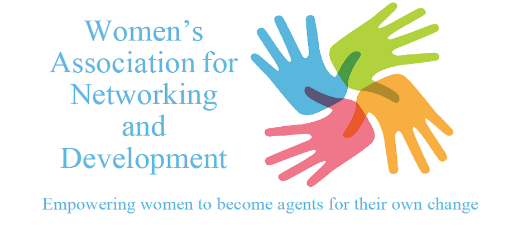 Women’s
Association for
Networking
and
Development
Empowering women to become agents for their own change